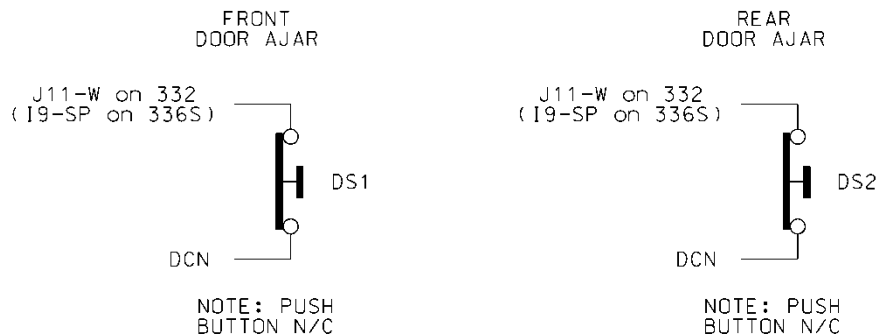 FRONT
DOOR AJAR
J11-W on 332
(I9-SP on 336S)
DS1
DCN
NOTE: PUSH
BUTTON N/C
REAR
DOOR AJAR
J11-W on 332
(I9-SP on 336S)
DS2
DCN
NOTE: PUSH
BUTTON N/C